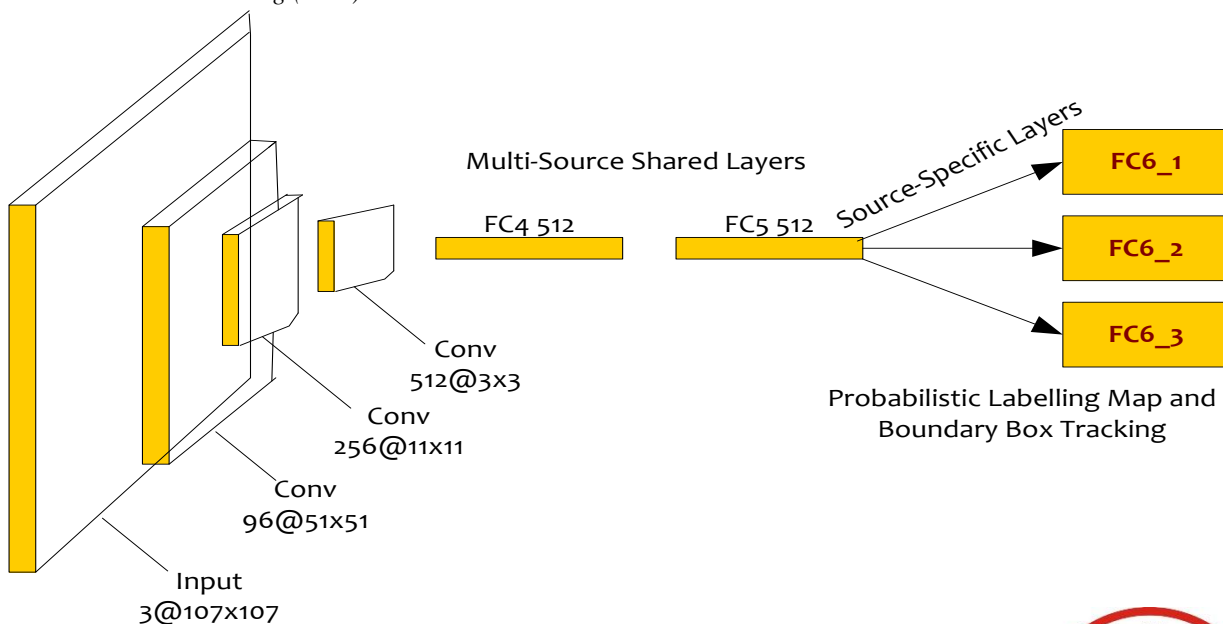 Multi-Source Shared Layers
Source-Specific Layers
FC4 512
FC5 512
FC6_1
FC6_2
FC6_3
Conv
512@3x3
Conv
256@11x11
Conv
96@51x51
Input
3@107x107
Probabilistic Labelling Map and
Boundary Box Tracking